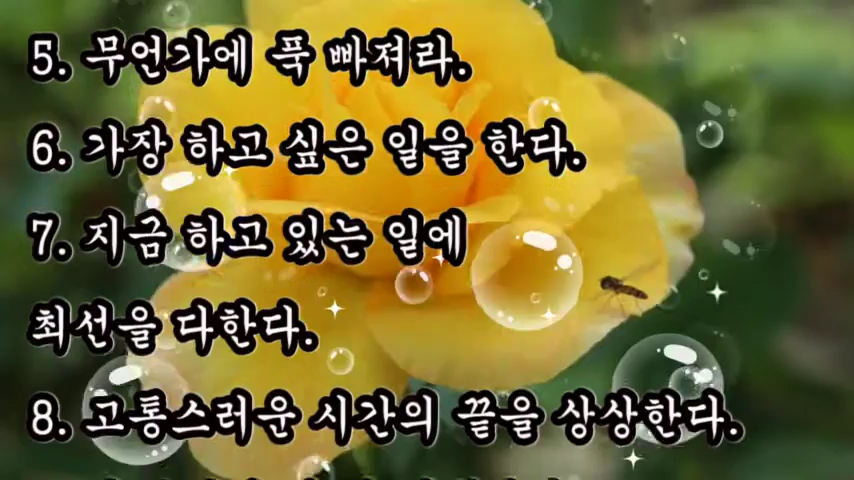 5. 무언가에 푹 빠져라.
6. 가장 하고 싶은 일을 한다.
7. 지금 하고 있는 일에
최선을 다한다.
8. 고통스러운 시간의 끝을 상상한다.